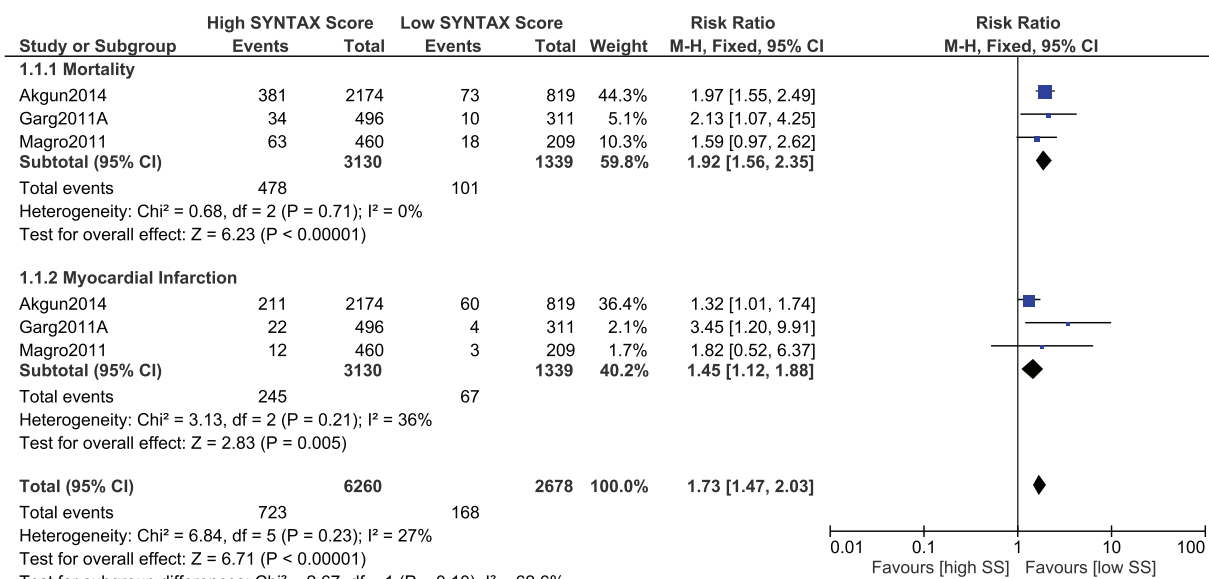 High SYNTAX Score Low SYNTAX Score Risk Ratio Risk Ratio
Study or Subgroup Events Total Events Total Weight M-H, Fixed, 95% CI M-H, Fixed, 95% CI
1.1.1 Mortality
Akgun2014 381 2174 73 819 44.3% 1.97 [1.55, 2.49]
Garg2011A 34 496 10 311 5.1% 2.13 [1.07, 4.25]
Magro2011 63 460 18 209 10.3% 1.59 [0.97, 2.62]
Subtotal (95% CI) 3130 1339 59.8% 1.92 [1.56, 2.35]
Total events 478 101
Heterogeneity: Chi² = 0.68, df = 2 (P = 0.71); I² = 0%
Test for overall effect: Z = 6.23 (P < 0.00001)
1.1.2 Myocardial Infarction
Akgun2014 211 2174 60 819 36.4% 1.32 [1.01, 1.74]
Garg2011A 22 496 4 311 2.1% 3.45 [1.20, 9.91]
Magro2011 12 460 3 209 1.7% 1.82 [0.52, 6.37]
Subtotal (95% CI) 3130 1339 40.2% 1.45 [1.12, 1.88]
Total events 245 67
Heterogeneity: Chi² = 3.13, df = 2 (P = 0.21); I² = 36%
Test for overall effect: Z = 2.83 (P = 0.005)
Total (95% CI) 6260 2678 100.0% 1.73 [1.47, 2.03]
Total events 723 168
Heterogeneity: Chi² = 6.84, df = 5 (P = 0.23); I² = 27%
Test for overall effect: Z = 6.71 (P < 0.00001)
0.01 0.1 1 10 100
Favours [high SS] Favours [low SS]
Test for subgroup differences: Chi² =